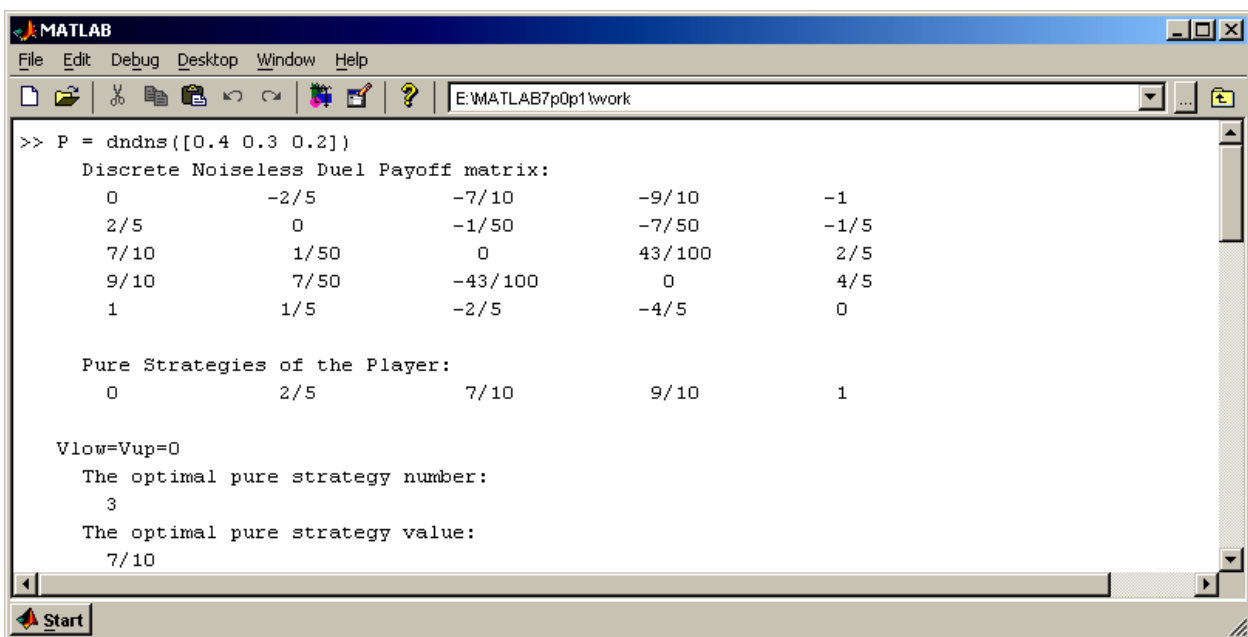 MATLAB
File Edit Debug Desktop Window Help
E:\MATLAB7p0p1\work ...
>> P = dndns([0.4 0.3 0.2])
Discrete Noiseless Duel Payoff matrix:
0 -2/5 -7/10 -9/10 -1
2/5 0 -1/50 -7/50 -1/5
7/10 1/50 0 43/100 2/5
9/10 7/50 -43/100 0 4/5
1 1/5 -2/5 -4/5 0
Pure Strategies of the Player:
0 2/5 7/10 9/10 1
Vlow=Vup=0
The optimal pure strategy number:
3
The optimal pure strategy value:
7/10
Start